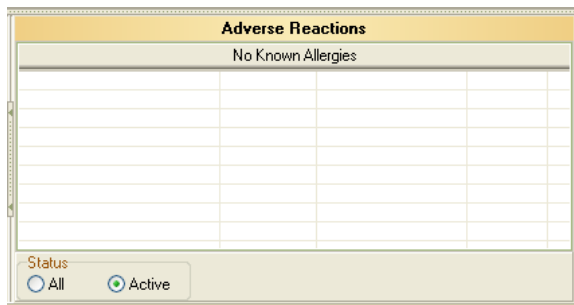 Adverse Reactions
No Known Allergies
Status
All Active